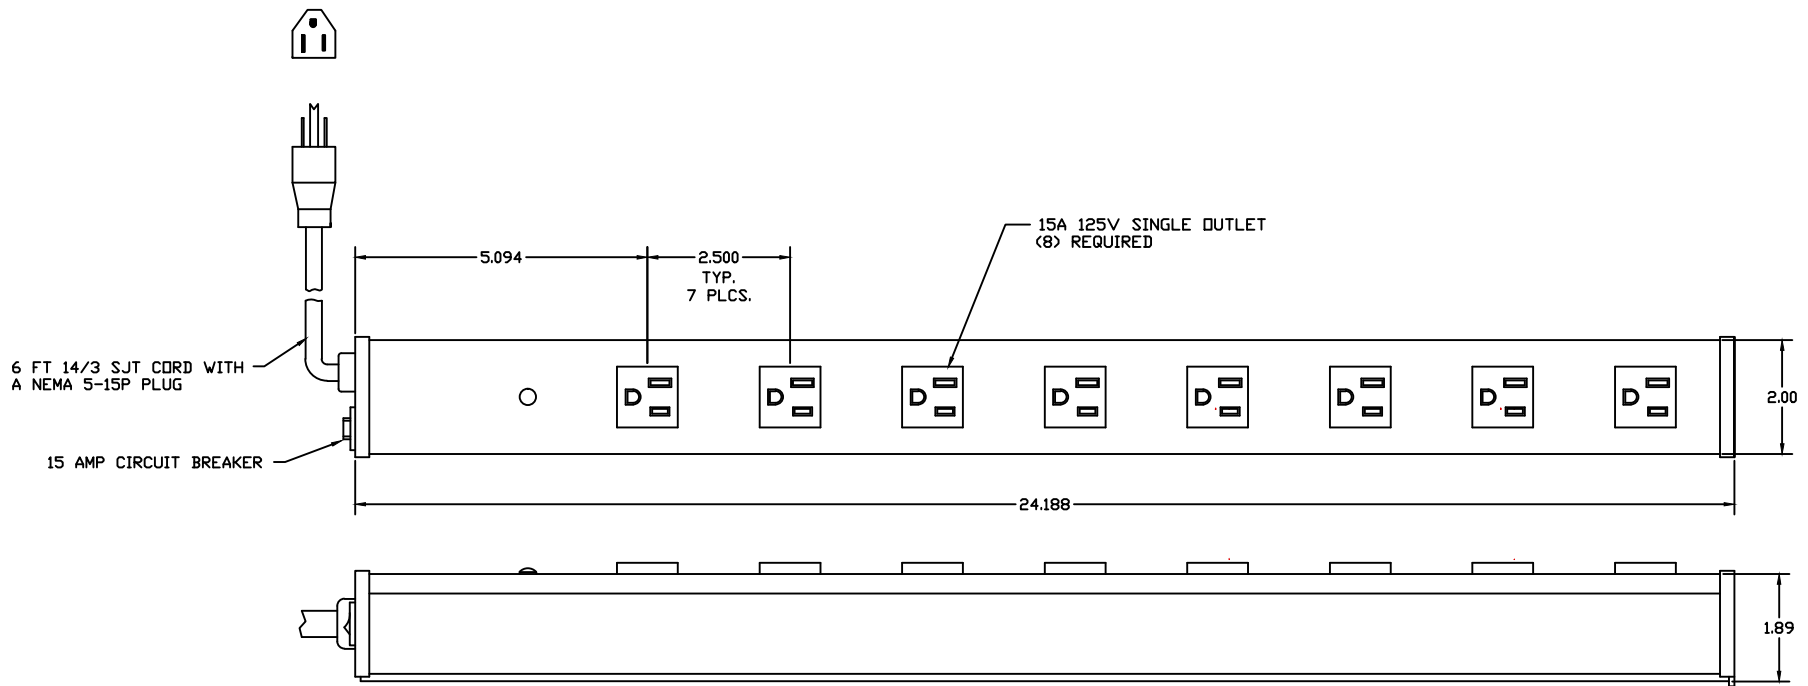 15A 125V SINGLE OUTLET
(8) REQUIRED
5.094
2.500
TYP.
7 PLCS.
6 FT 14/3 SJT CORD WITH
A NEMA 5-15P PLUG
2.00
15 AMP CIRCUIT BREAKER
24.188
1.89